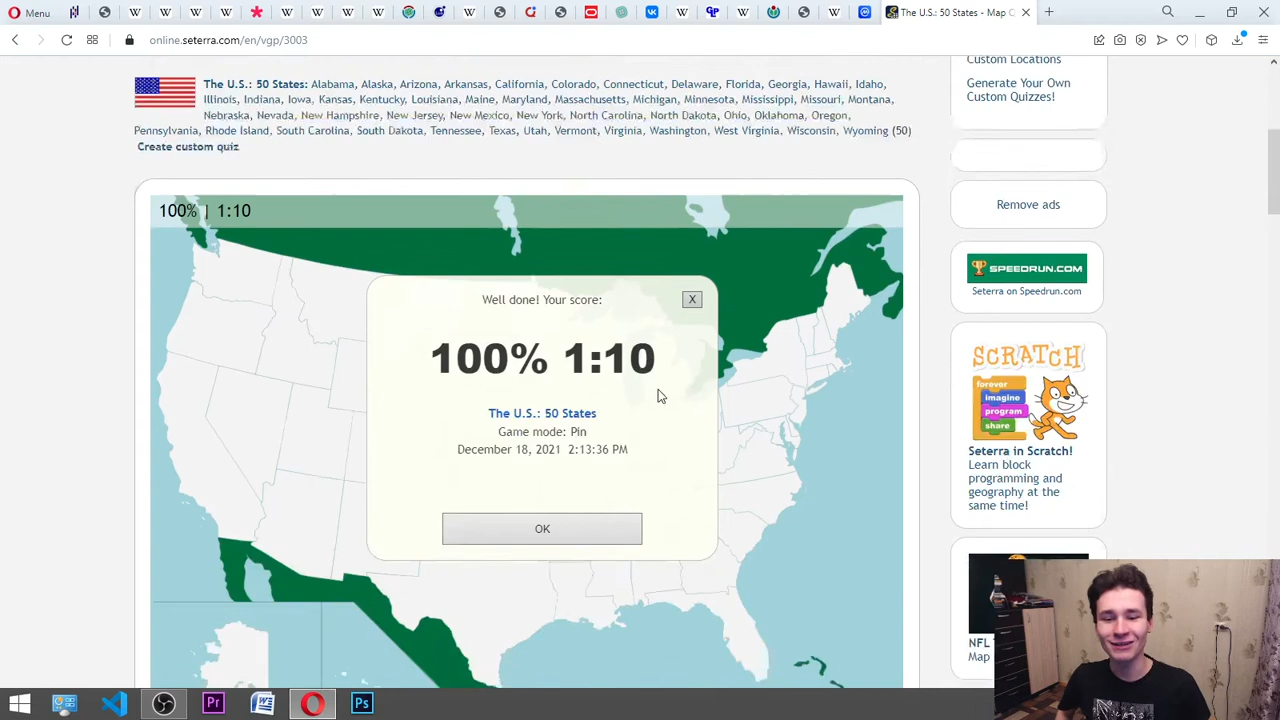 Menu
The U.S.: 50 States - Map Q
online.seterra.com/en/vgp/3003
The U.S.: 50 States: Alabama, Alaska, Arizona, Arkansas, California, Colorado, Connecticut, Delaware, Florida, Georgia, Hawaii, Idaho,
Illinois, Indiana, Iowa, Kansas, Kentucky, Louisiana, Maine, Maryland, Massachusetts, Michigan, Minnesota, Mississippi, Missouri, Montana,
Nebraska, Nevada, New Hampshire, New Jersey, New Mexico, New York, North Carolina, North Dakota, Ohio, Oklahoma, Oregon,
Pennsylvania, Rhode Island, South Carolina, South Dakota, Tennessee, Texas, Utah, Vermont, Virginia, Washington, West Virginia, Wisconsin, Wyoming (50)
Create custom quiz
100% | 1:10
Well done! Your score:
X
100% 1:10
The U.S.: 50 States
Game mode: Pin
December 18, 2021 2:13:36 PM
OK
Custom Locations
Generate Your Own
Custom Quizzes!
Remove ads
SPEEDRUN.COM
Seterra on Speedrun.com
SCRATCH
forever
imagine
program
share
Seterra in Scratch!
Learn block
programming and
geography at the
same time!
NFL
Map
Pr
Ps